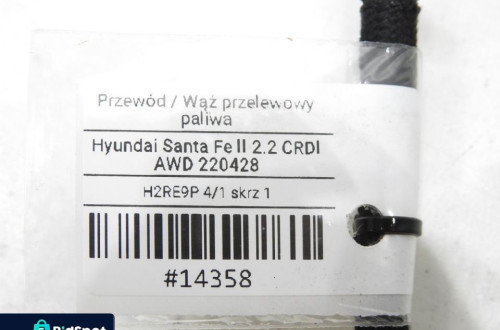 Przewód / Wąż przelewowy
paliwa
Hyundai Santa Fe II 2.2 CRDI
AWD 220428
H2RE9P 4/1 skrz 1
#14358